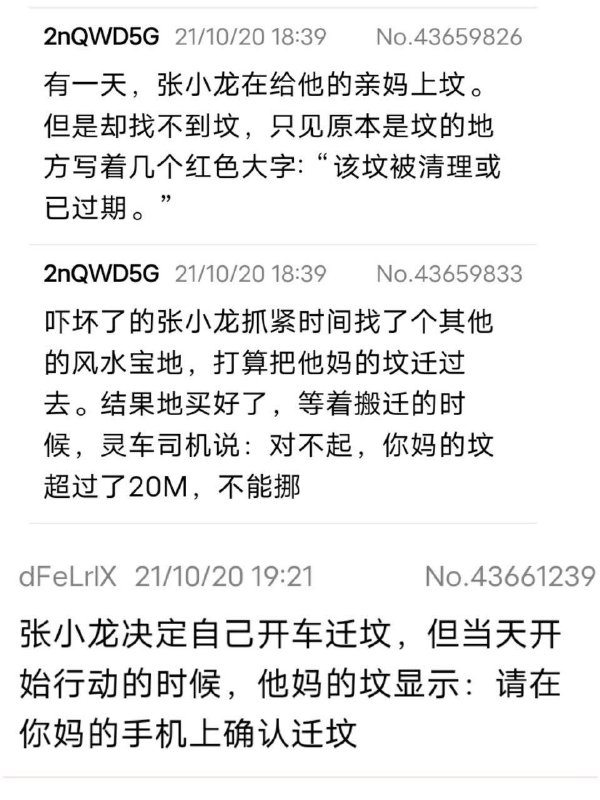 2nQWD5G 21/10/20 18:39 No.43659826
有一天，张小龙在给他的亲妈上坟。
但是却找不到坟，只见原本是坟的地
方写着几个红色大字:“该坟被清理或
已过期。”
2nQWD5G 21/10/20 18:39 No.43659833
吓坏了的张小龙抓紧时间找了个其他
的风水宝地，打算把他妈的坟迁过
去。结果地买好了，等着搬迁的时
候，灵车司机说：对不起，你妈的坟
超过了20M，不能挪
dFeLrlX 21/10/20 19:21 No.43661239
张小龙决定自己开车迁坟，但当天开
始行动的时候，他妈的坟显示：请在
你妈的手机上确认迁坟